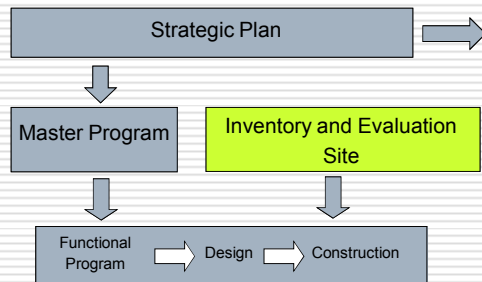 Strategic Plan
Master Program
Inventory and Evaluation
Site
Functional
Program
Design
Construction